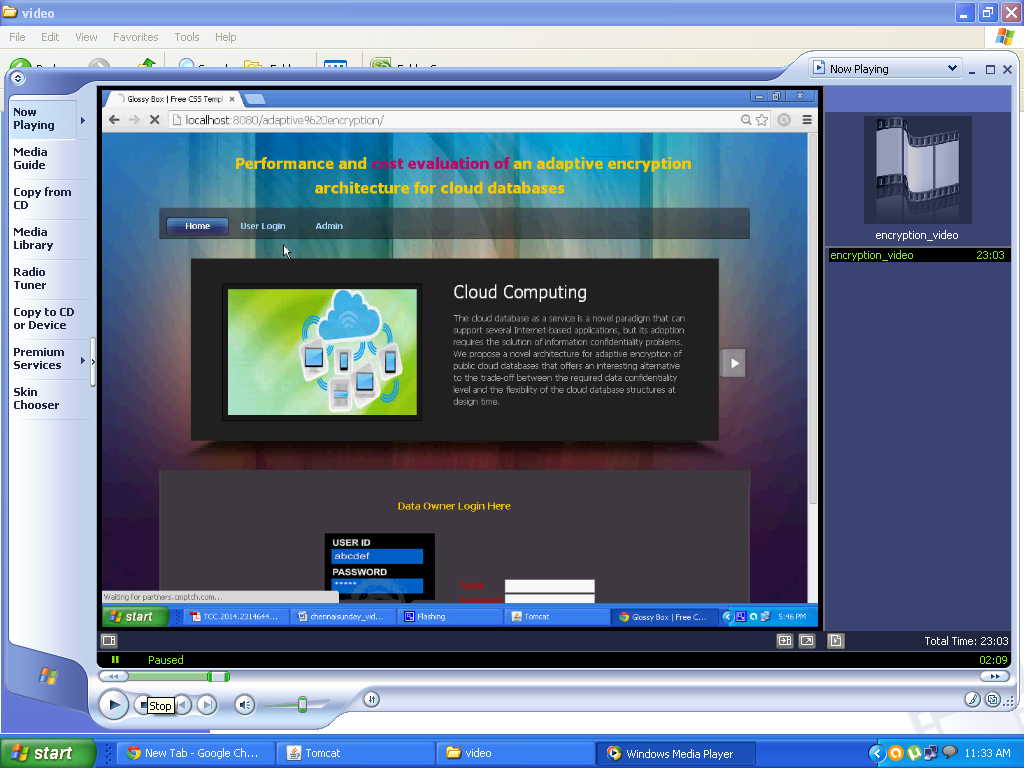 video
File Edit View Favorites Tools Help
Now Playing
Now
Playing
Media
Guide
Copy from
CD
Media
Library
Radio
Tuner
Copy to CD
or Device
Premium
Services
Skin
Chooser
Glossy Box | Free CSS Templ
localhost:8080/adaptive%20encryption/
Performance and cost evaluation of an adaptive encryption
architecture for cloud databases
Home User Login Admin
Cloud Computing
The cloud database as a service is a novel paradigm that can
support several Internet-based applications, but its adoption
requires the solution of information confidentiality problems.
We propose a novel architecture for adaptive encryption of
public cloud databases that offers an interesting alternative
to the trade-off between the required data confidentiality
level and the flexibility of the cloud database structures at
design time.
Data Owner Login Here
USER ID
abcdef
PASSWORD
*****
Waiting for partners.cmptch.com...
start TCC.2014.2314644... chennaisunday_vid... Flashing Tomcat Glossy Box | Free C... 5:46 PM
encryption_video
encryption_video 23:03
Total Time: 23:03
Paused 02:09
Stop
start New Tab - Google Ch... Tomcat video Windows Media Player 11:33 AM